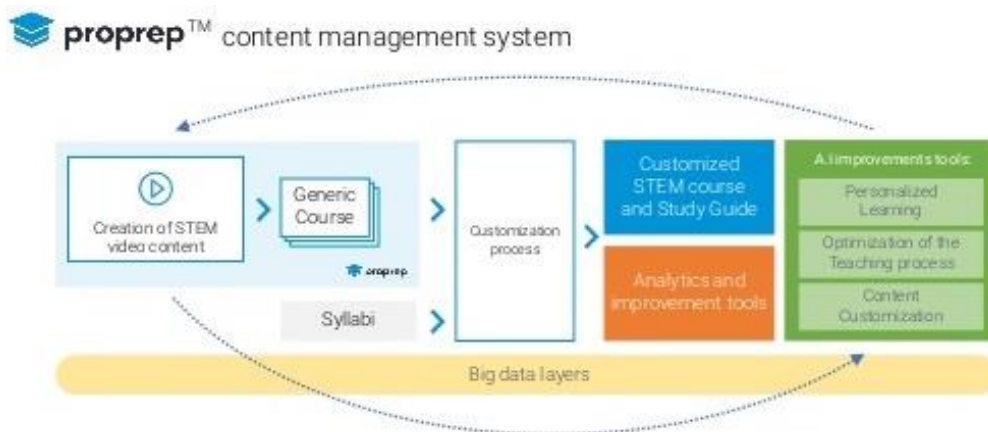 proprep™ content management system
Creation of STEM
video content
Generic
Course
proprep
Syllabi
Customization
process
Customized
STEM course
and Study Guide
Analytics and
improvement tools
A.I improvements tools:
Personalized
Learning
Optimization of the
Teaching process
Content
Customization
Big data layers